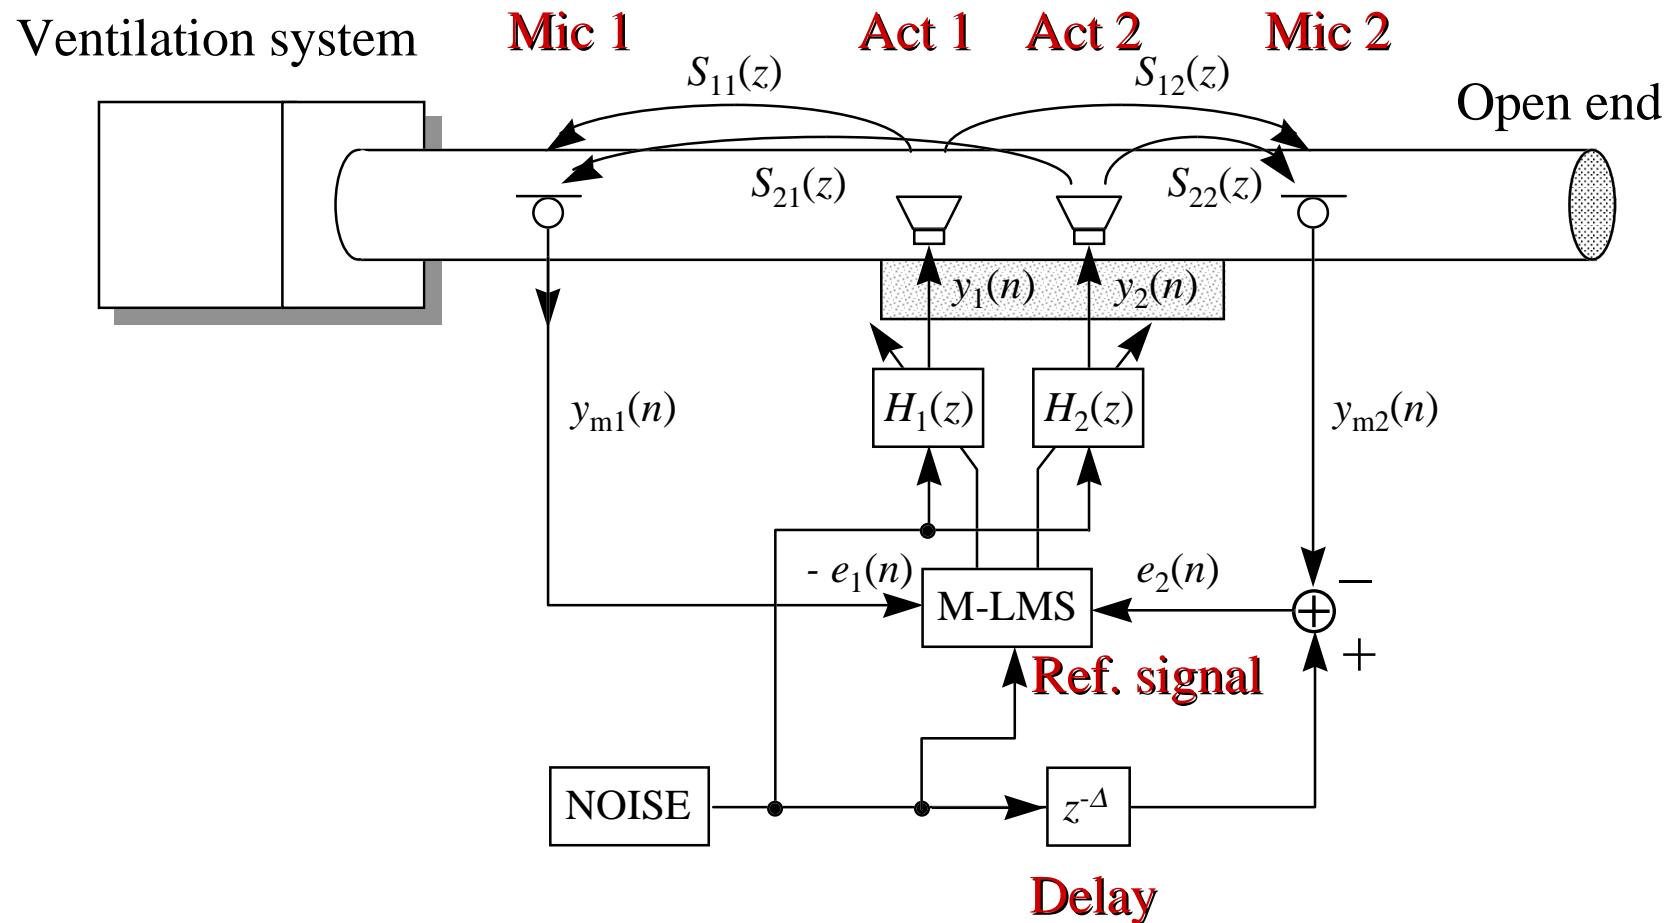 Ventilation system
Mic 1
Act 1
Act 2
Mic 2
S₁₁(z)
S₁₂(z)
Open end
S₂₁(z)
S₂₂(z)
y₁(n)
y₂(n)
H₁(z)
H₂(z)
yₘ₁(n)
yₘ₂(n)
- e₁(n)
e₂(n)
M-LMS
−
+
+
Ref. signal
NOISE
z^-Δ
Delay